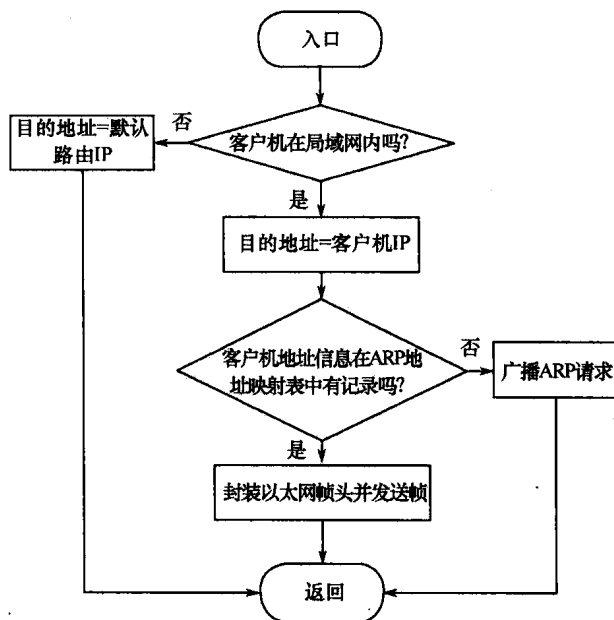 入口
客户机在局域网内吗?
否
目的地址=默认
路由IP
是
目的地址=客户机IP
客户机地址信息在ARP地
址映射表中有记录吗?
否
广播ARP请求
是
封装以太网帧头并发送帧
返回